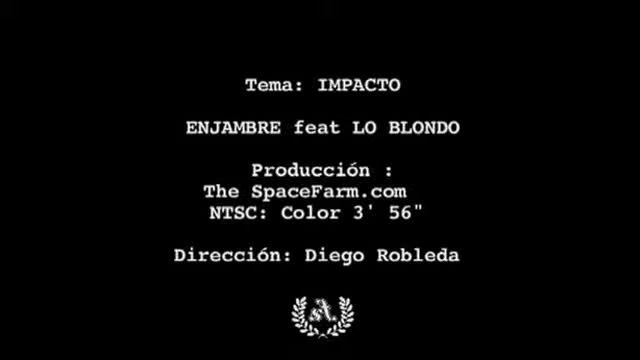 Tema: IMPACTO
ENJAMBRE feat LO BLONDO
Producción :
The SpaceFarm.com
NTSC: Color 3' 56"
Dirección: Diego Robleda